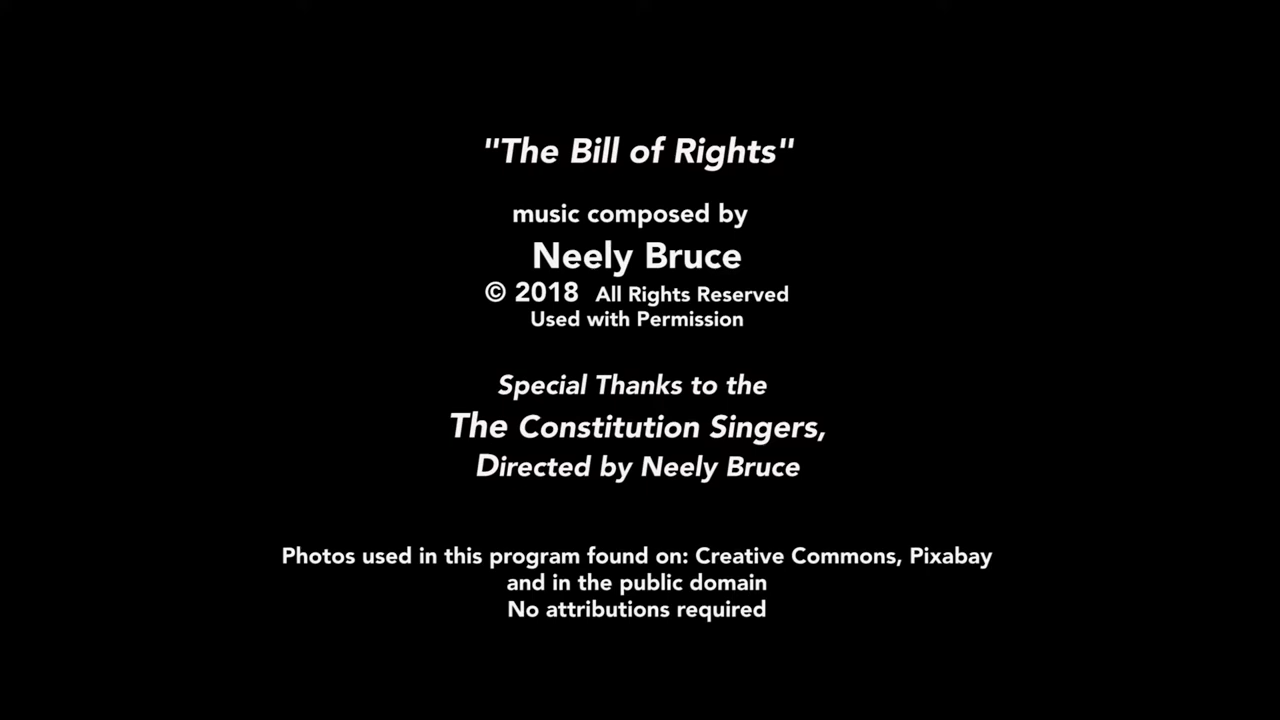 "The Bill of Rights"
music composed by
Neely Bruce
© 2018 All Rights Reserved
Used with Permission
Special Thanks to the
The Constitution Singers,
Directed by Neely Bruce
Photos used in this program found on: Creative Commons, Pixabay
and in the public domain
No attributions required